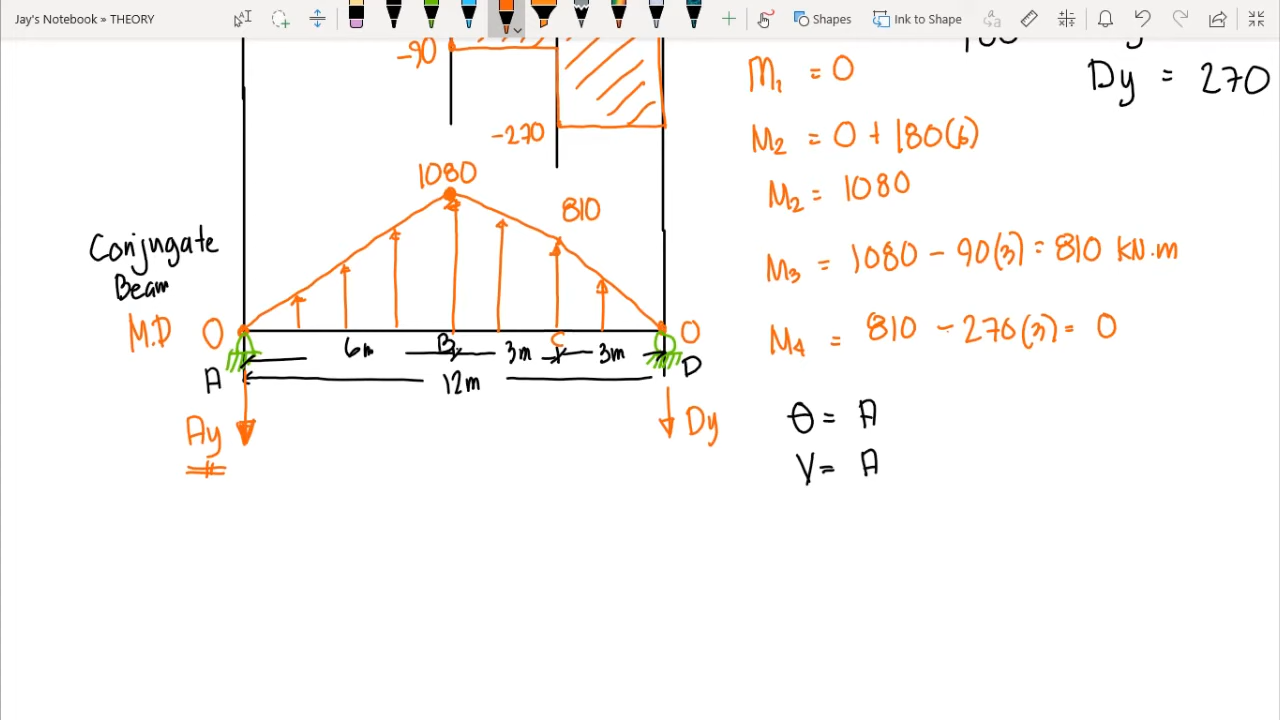 Jay's Notebook » THEORY
Shapes
Ink to Shape
-90
-270
Dy = 270
M₁ = 0
M₂ = 0 + 180(6)
M₂ = 1080
M₃ = 1080 - 90(3) = 810 KN.m
M₄ = 810 - 270(3) = 0
θ = A
V = A
1080
810
Conjugate
Beam
M.D 0
0
B
C
6m
3m
3m
A
D
12m
Ay
Dy